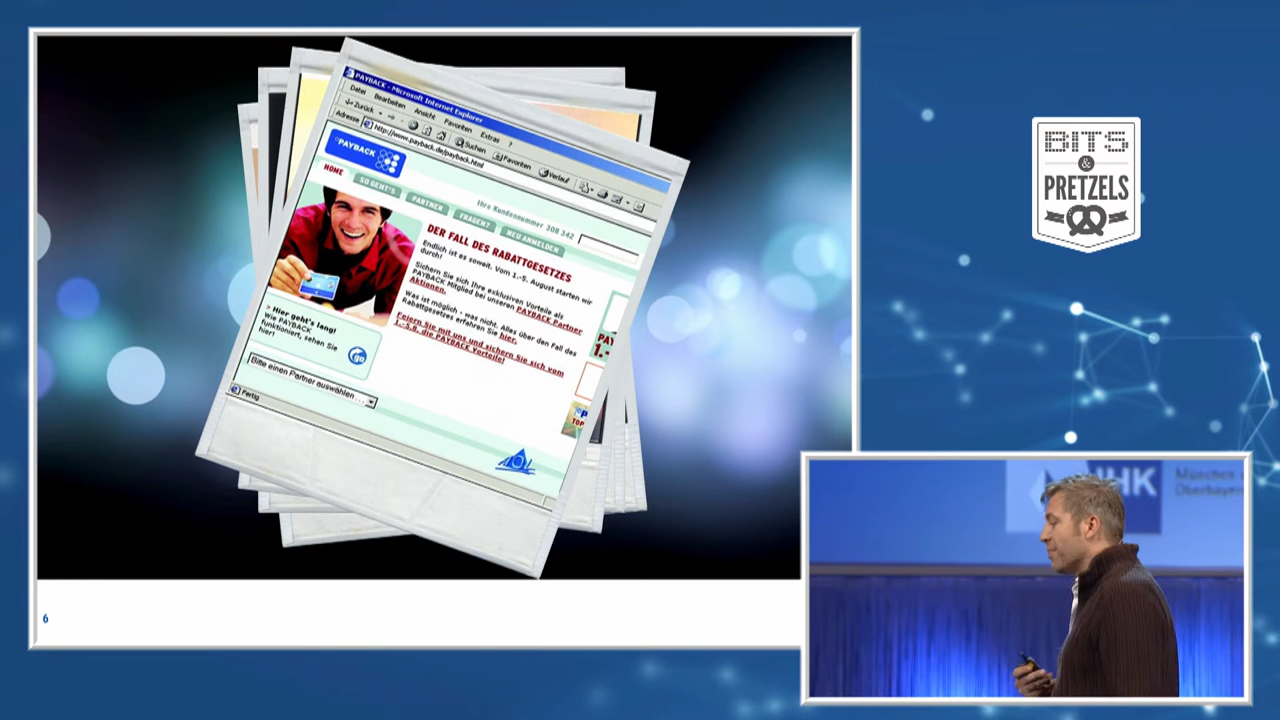 PAYBACK - Microsoft Internet Explorer
Datei Bearbeiten Ansicht Favoriten Extras ?
Zurück Suchen Favoriten Verlauf
Adresse http://www.payback.de/payback.html
°PAYBACK
HOME SO GEHT'S PARTNER FRAGEN? NEU ANMELDEN
Ihre Kundennummer 308 342
DER FALL DES RABATTGESETZES
Endlich ist es soweit. Vom 1.-5. August starten wir
durch!
Sichern Sie sich Ihre exklusiven Vorteile als
PAYBACK Mitglied bei unseren PAYBACK Partner
Aktionen.
Was ist möglich - was nicht. Alles über den Fall des
Rabattgesetzes erfahren Sie hier.
Feiern Sie mit uns und sichern Sie sich vom
1.-5.8. die PAYBACK Vorteile!
> Hier geht's lang!
Wie PAYBACK
funktioniert, sehen Sie
hier!
go
Bitte einen Partner auswählen ...
Fertig
PAY
1.-
°P
TOP
6
BITS
&
PRETZELS
IHK
München
Oberbayer